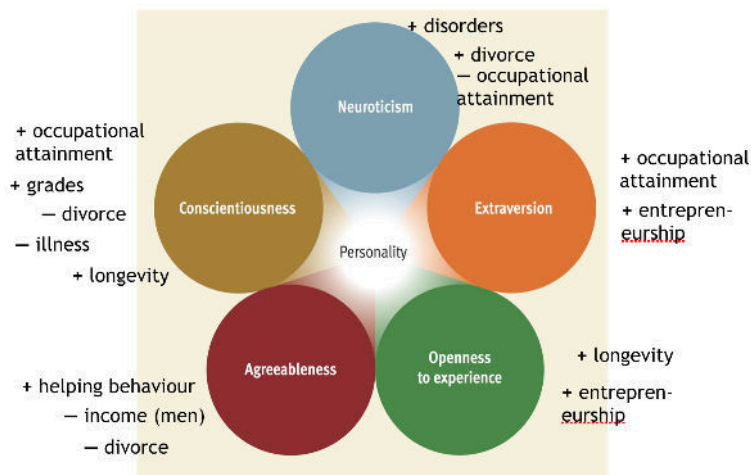 + disorders
+ divorce
— occupational
attainment
Neuroticism
+ occupational
attainment
+ grades
— divorce
— illness
+ longevity
Conscientiousness
Extraversion
+ occupational
attainment
+ entrepren-
eurship
Personality
Agreeableness
+ helping behaviour
— income (men)
— divorce
Openness
to experience
+ longevity
+ entrepren-
eurship